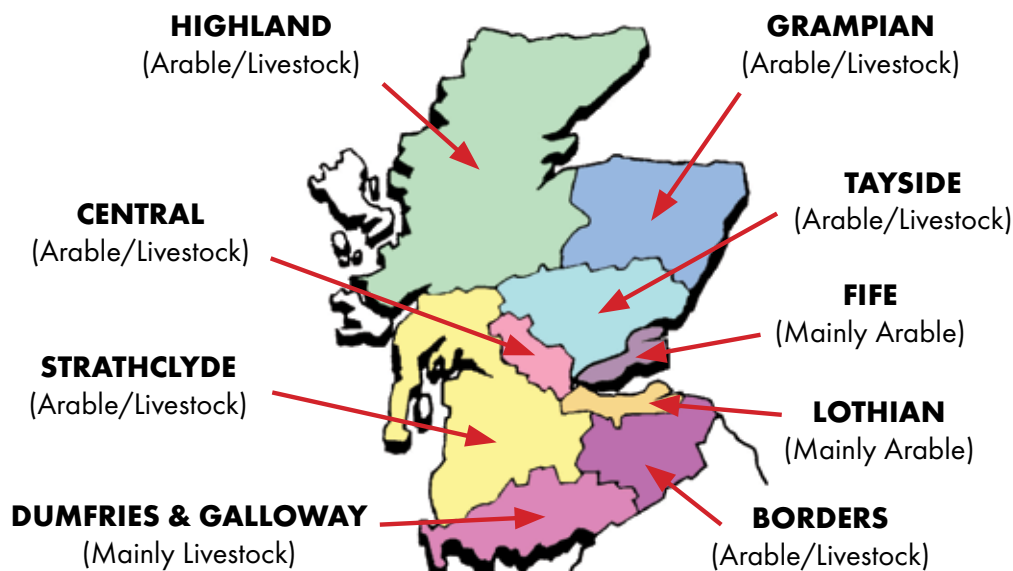 HIGHLAND
(Arable/Livestock)
GRAMPIAN
(Arable/Livestock)
TAYSIDE
(Arable/Livestock)
CENTRAL
(Arable/Livestock)
FIFE
(Mainly Arable)
STRATHCLYDE
(Arable/Livestock)
LOTHIAN
(Mainly Arable)
DUMFRIES & GALLOWAY
(Mainly Livestock)
BORDERS
(Arable/Livestock)